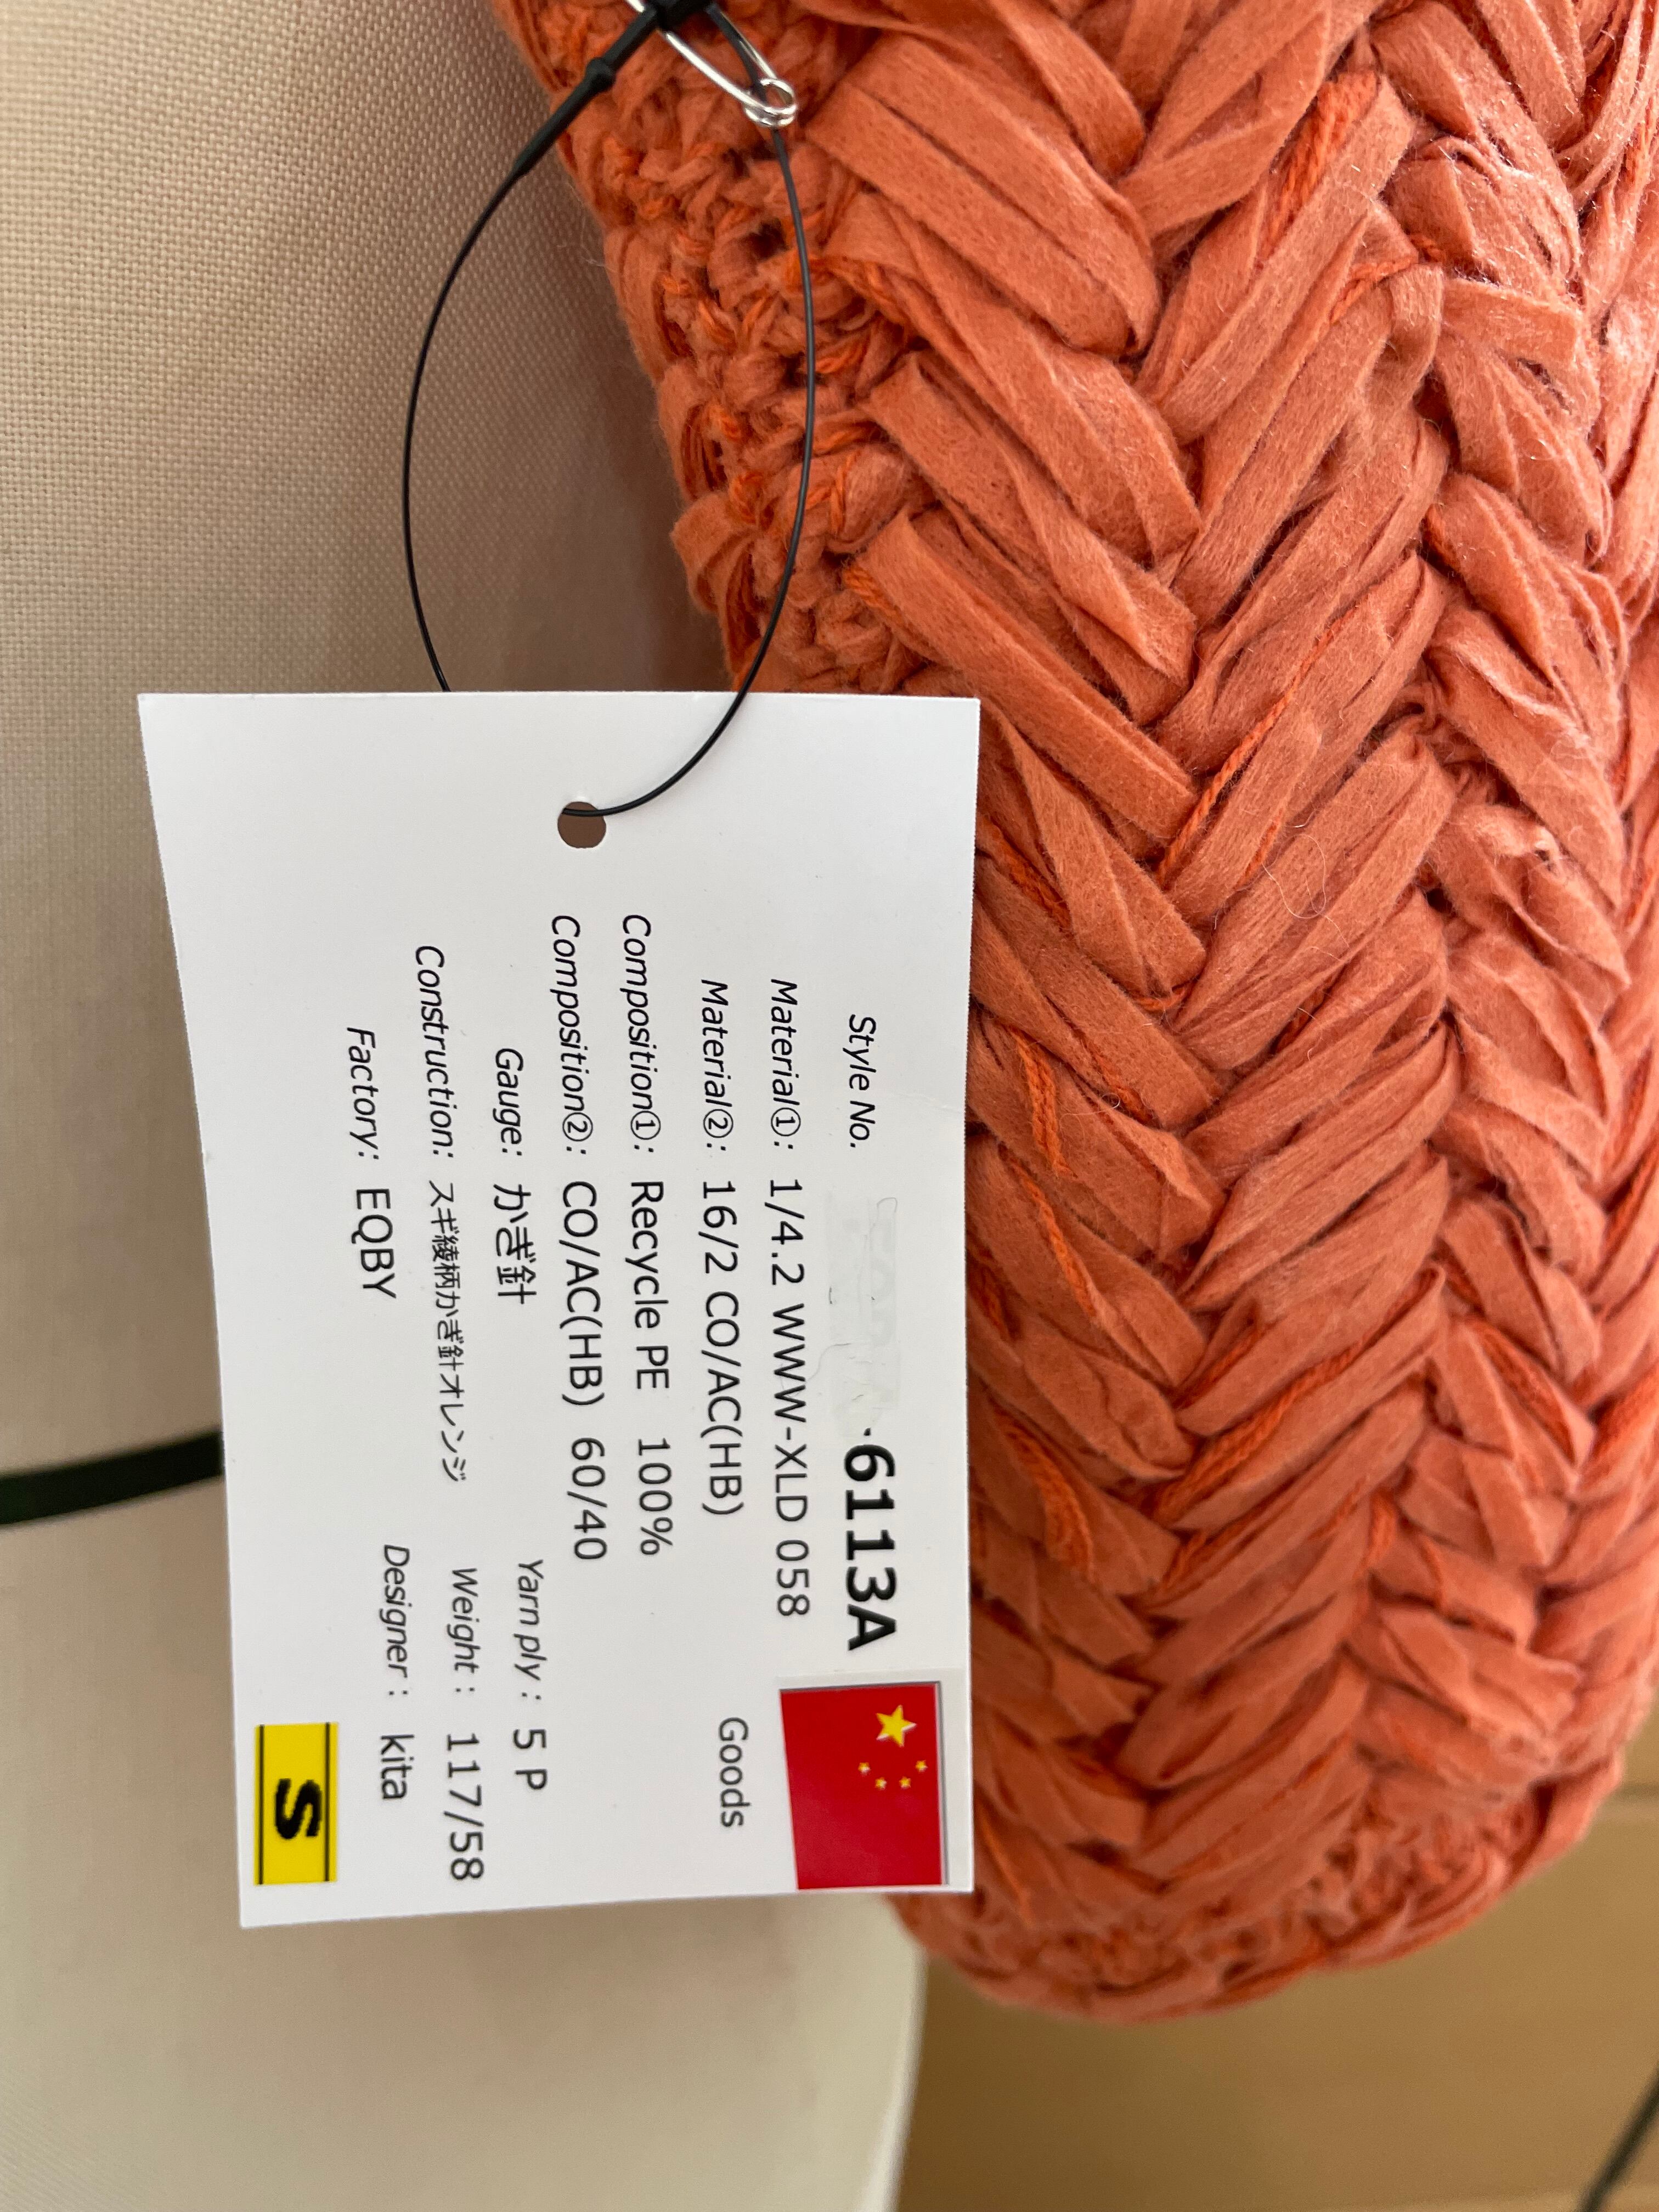 Style No. 6113A
Material①: 1/4.2 WWW-XLD 058
Material②: 16/2 CO/AC(HB) Goods
Composition①: Recycle PE 100%
Composition②: CO/AC(HB) 60/40
Gauge: かぎ針 Yarn ply : 5 P
Construction: スギ綾柄かぎ針オレンジ Weight : 117/58
Factory: EQBY Designer : kita
S